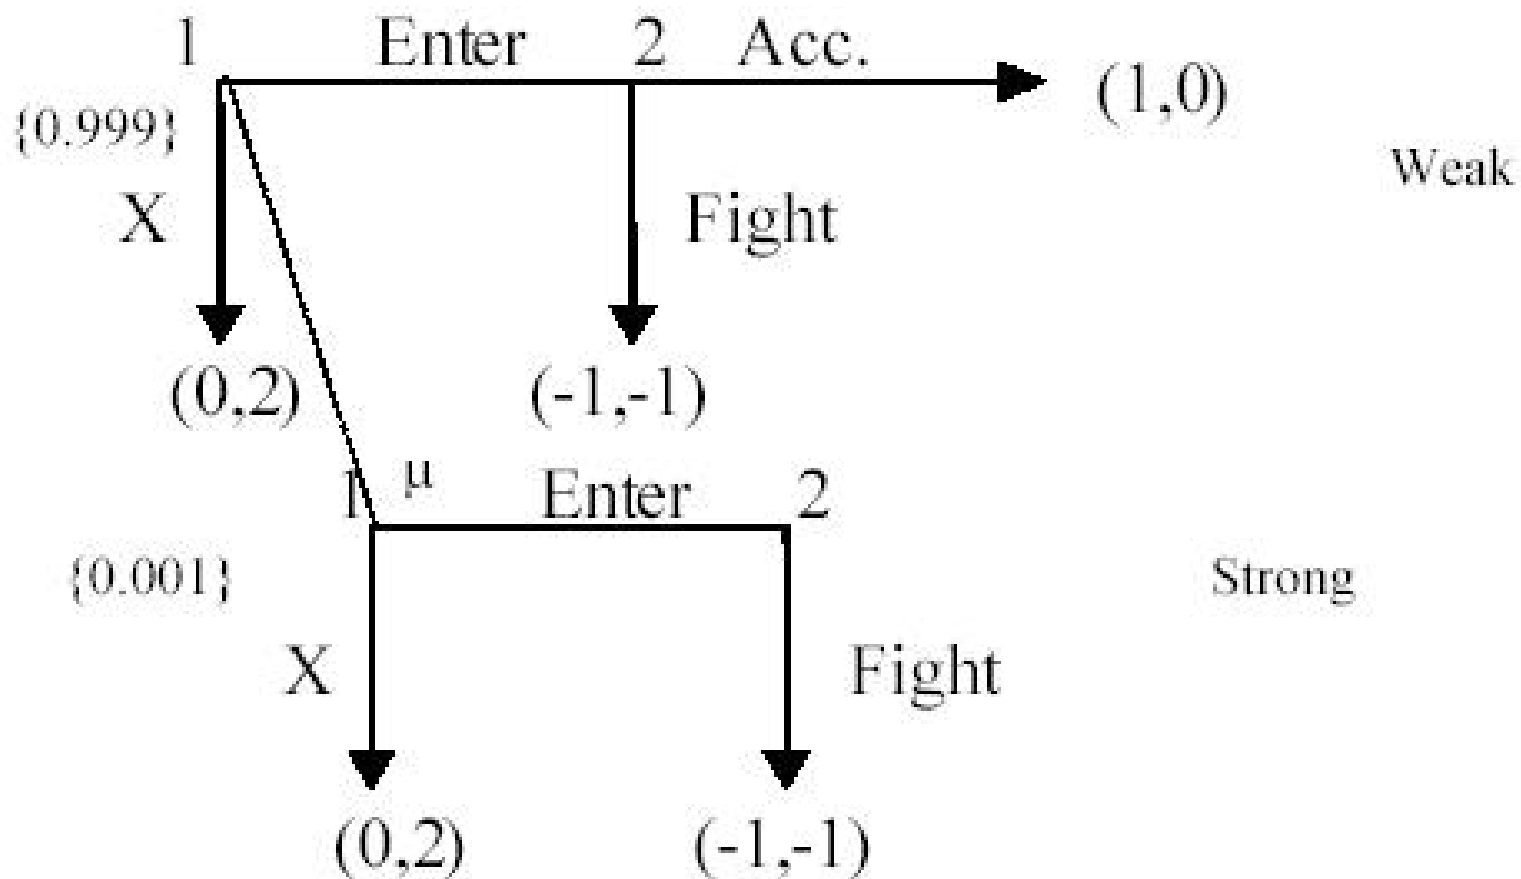 1 Enter 2 Acc.
(1,0)
{0.999}
Weak
X Fight
(0,2) (-1,-1)
1 μ Enter 2
{0.001} Strong
X Fight
(0,2) (-1,-1)